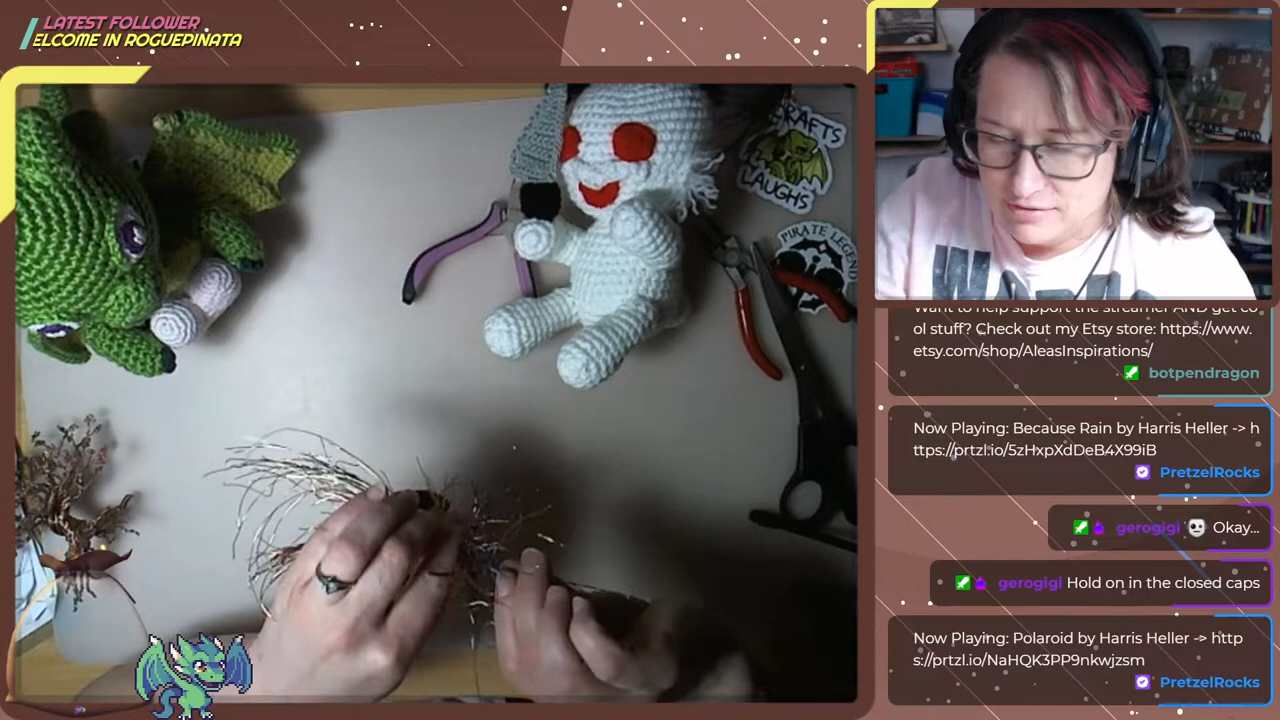 LATEST FOLLOWER
ELCOME IN ROGUEPINATA
CRAFTS
LAUGHS
PIRATE LEGEND
Want to help support the streamer AND get co
ol stuff? Check out my Etsy store: https://www.
etsy.com/shop/AleasInspirations/
botpendragon
Now Playing: Because Rain by Harris Heller -> h
ttps://prtzl.io/5zHxpXdDeB4X99iB
PretzelRocks
gerogigi Okay...
gerogigi Hold on in the closed caps
Now Playing: Polaroid by Harris Heller -> http
s://prtzl.io/NaHQK3PP9nkwjzsm
PretzelRocks